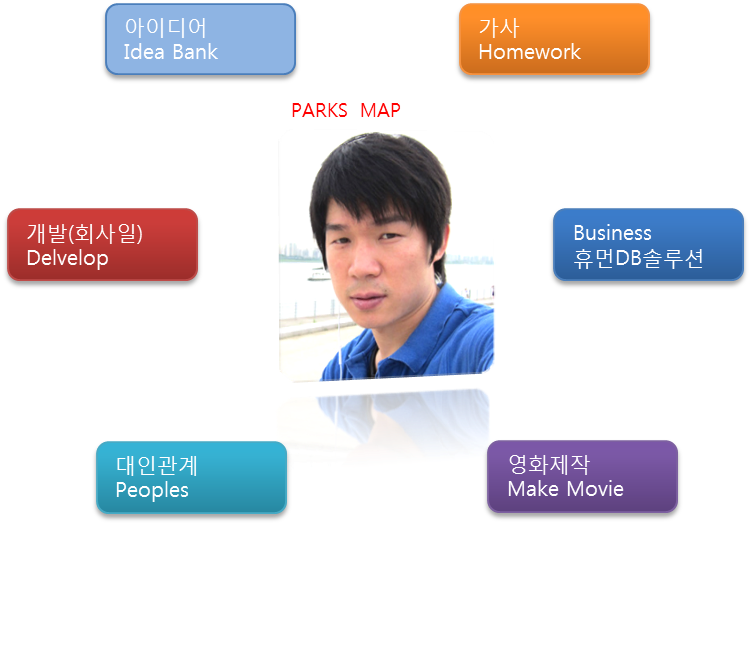 아이디어
Idea Bank
가사
Homework
PARKS MAP
개발(회사일)
Delvelop
Business
휴먼DB솔루션
대인관계
Peoples
영화제작
Make Movie